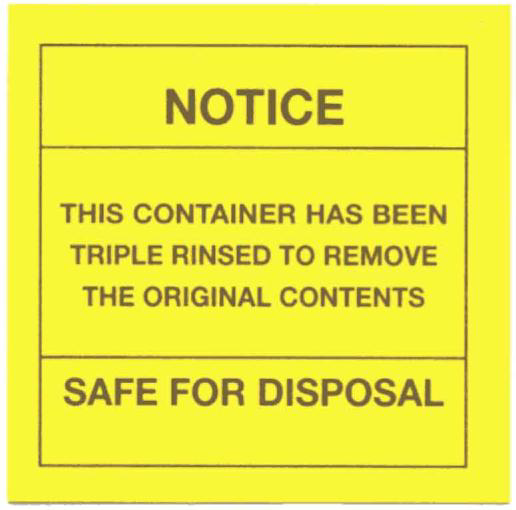 NOTICE
THIS CONTAINER HAS BEEN
TRIPLE RINSED TO REMOVE
THE ORIGINAL CONTENTS
SAFE FOR DISPOSAL